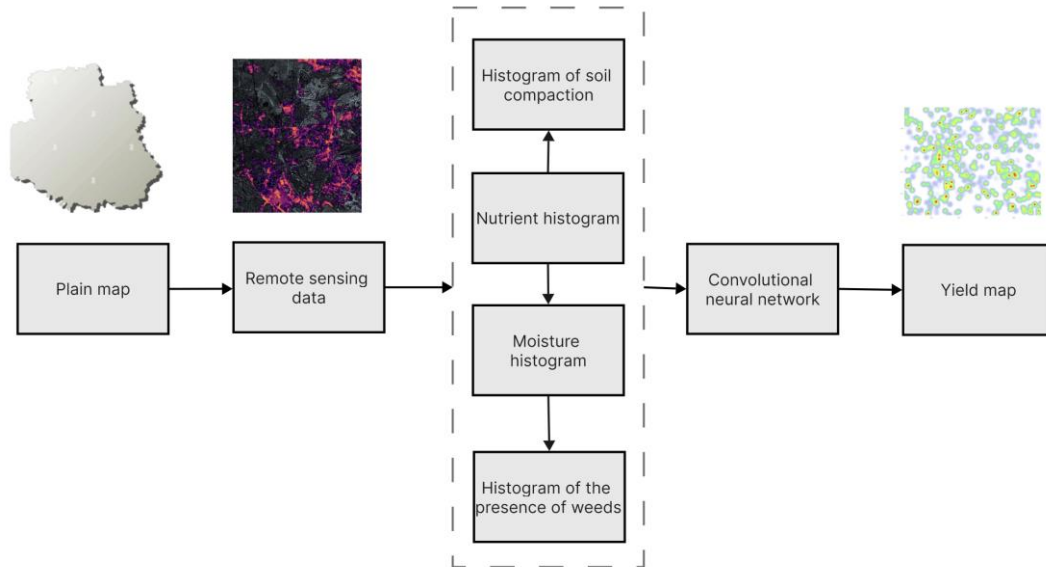 Histogram of soil
compaction
Nutrient histogram
Plain map
Remote sensing
data
Moisture
histogram
Convolutional
neural network
Yield map
Histogram of the
presence of weeds